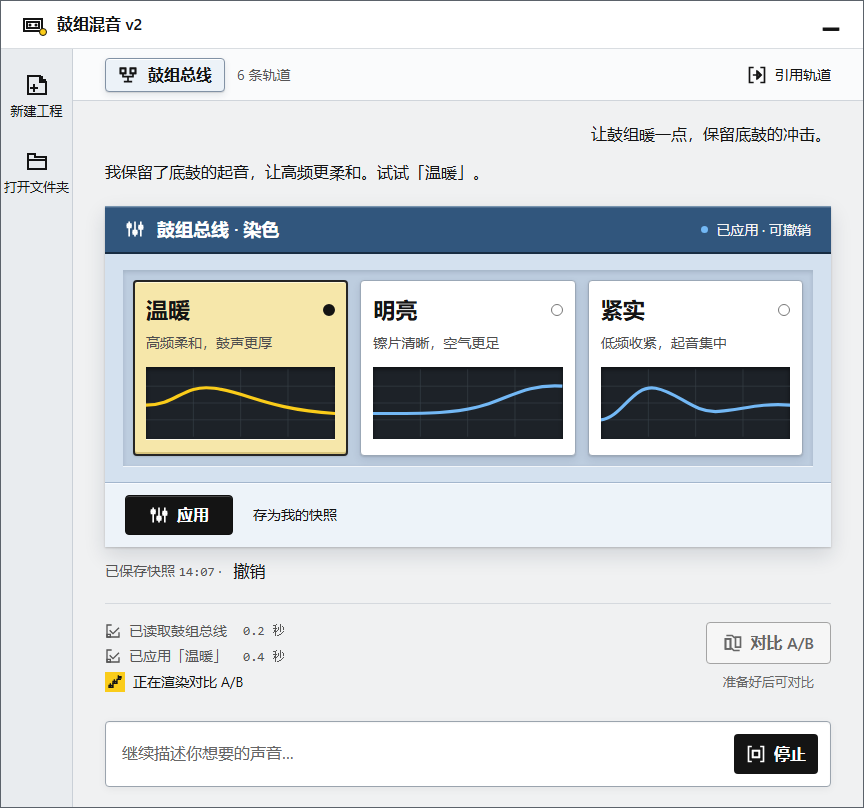 鼓组混音 v2
新建工程
打开文件夹
鼓组总线
6 条轨道
引用轨道
让鼓组暖一点，保留底鼓的冲击。
我保留了底鼓的起音，让高频更柔和。试试「温暖」。
鼓组总线 · 染色
已应用 · 可撤销
温暖
高频柔和，鼓声更厚
明亮
镲片清晰，空气更足
紧实
低频收紧，起音集中
应用
存为我的快照
已保存快照 14:07 · 撤销
已读取鼓组总线 0.2 秒
已应用「温暖」 0.4 秒
正在渲染对比 A/B
对比 A/B
准备好后可对比
继续描述你想要的声音...
停止